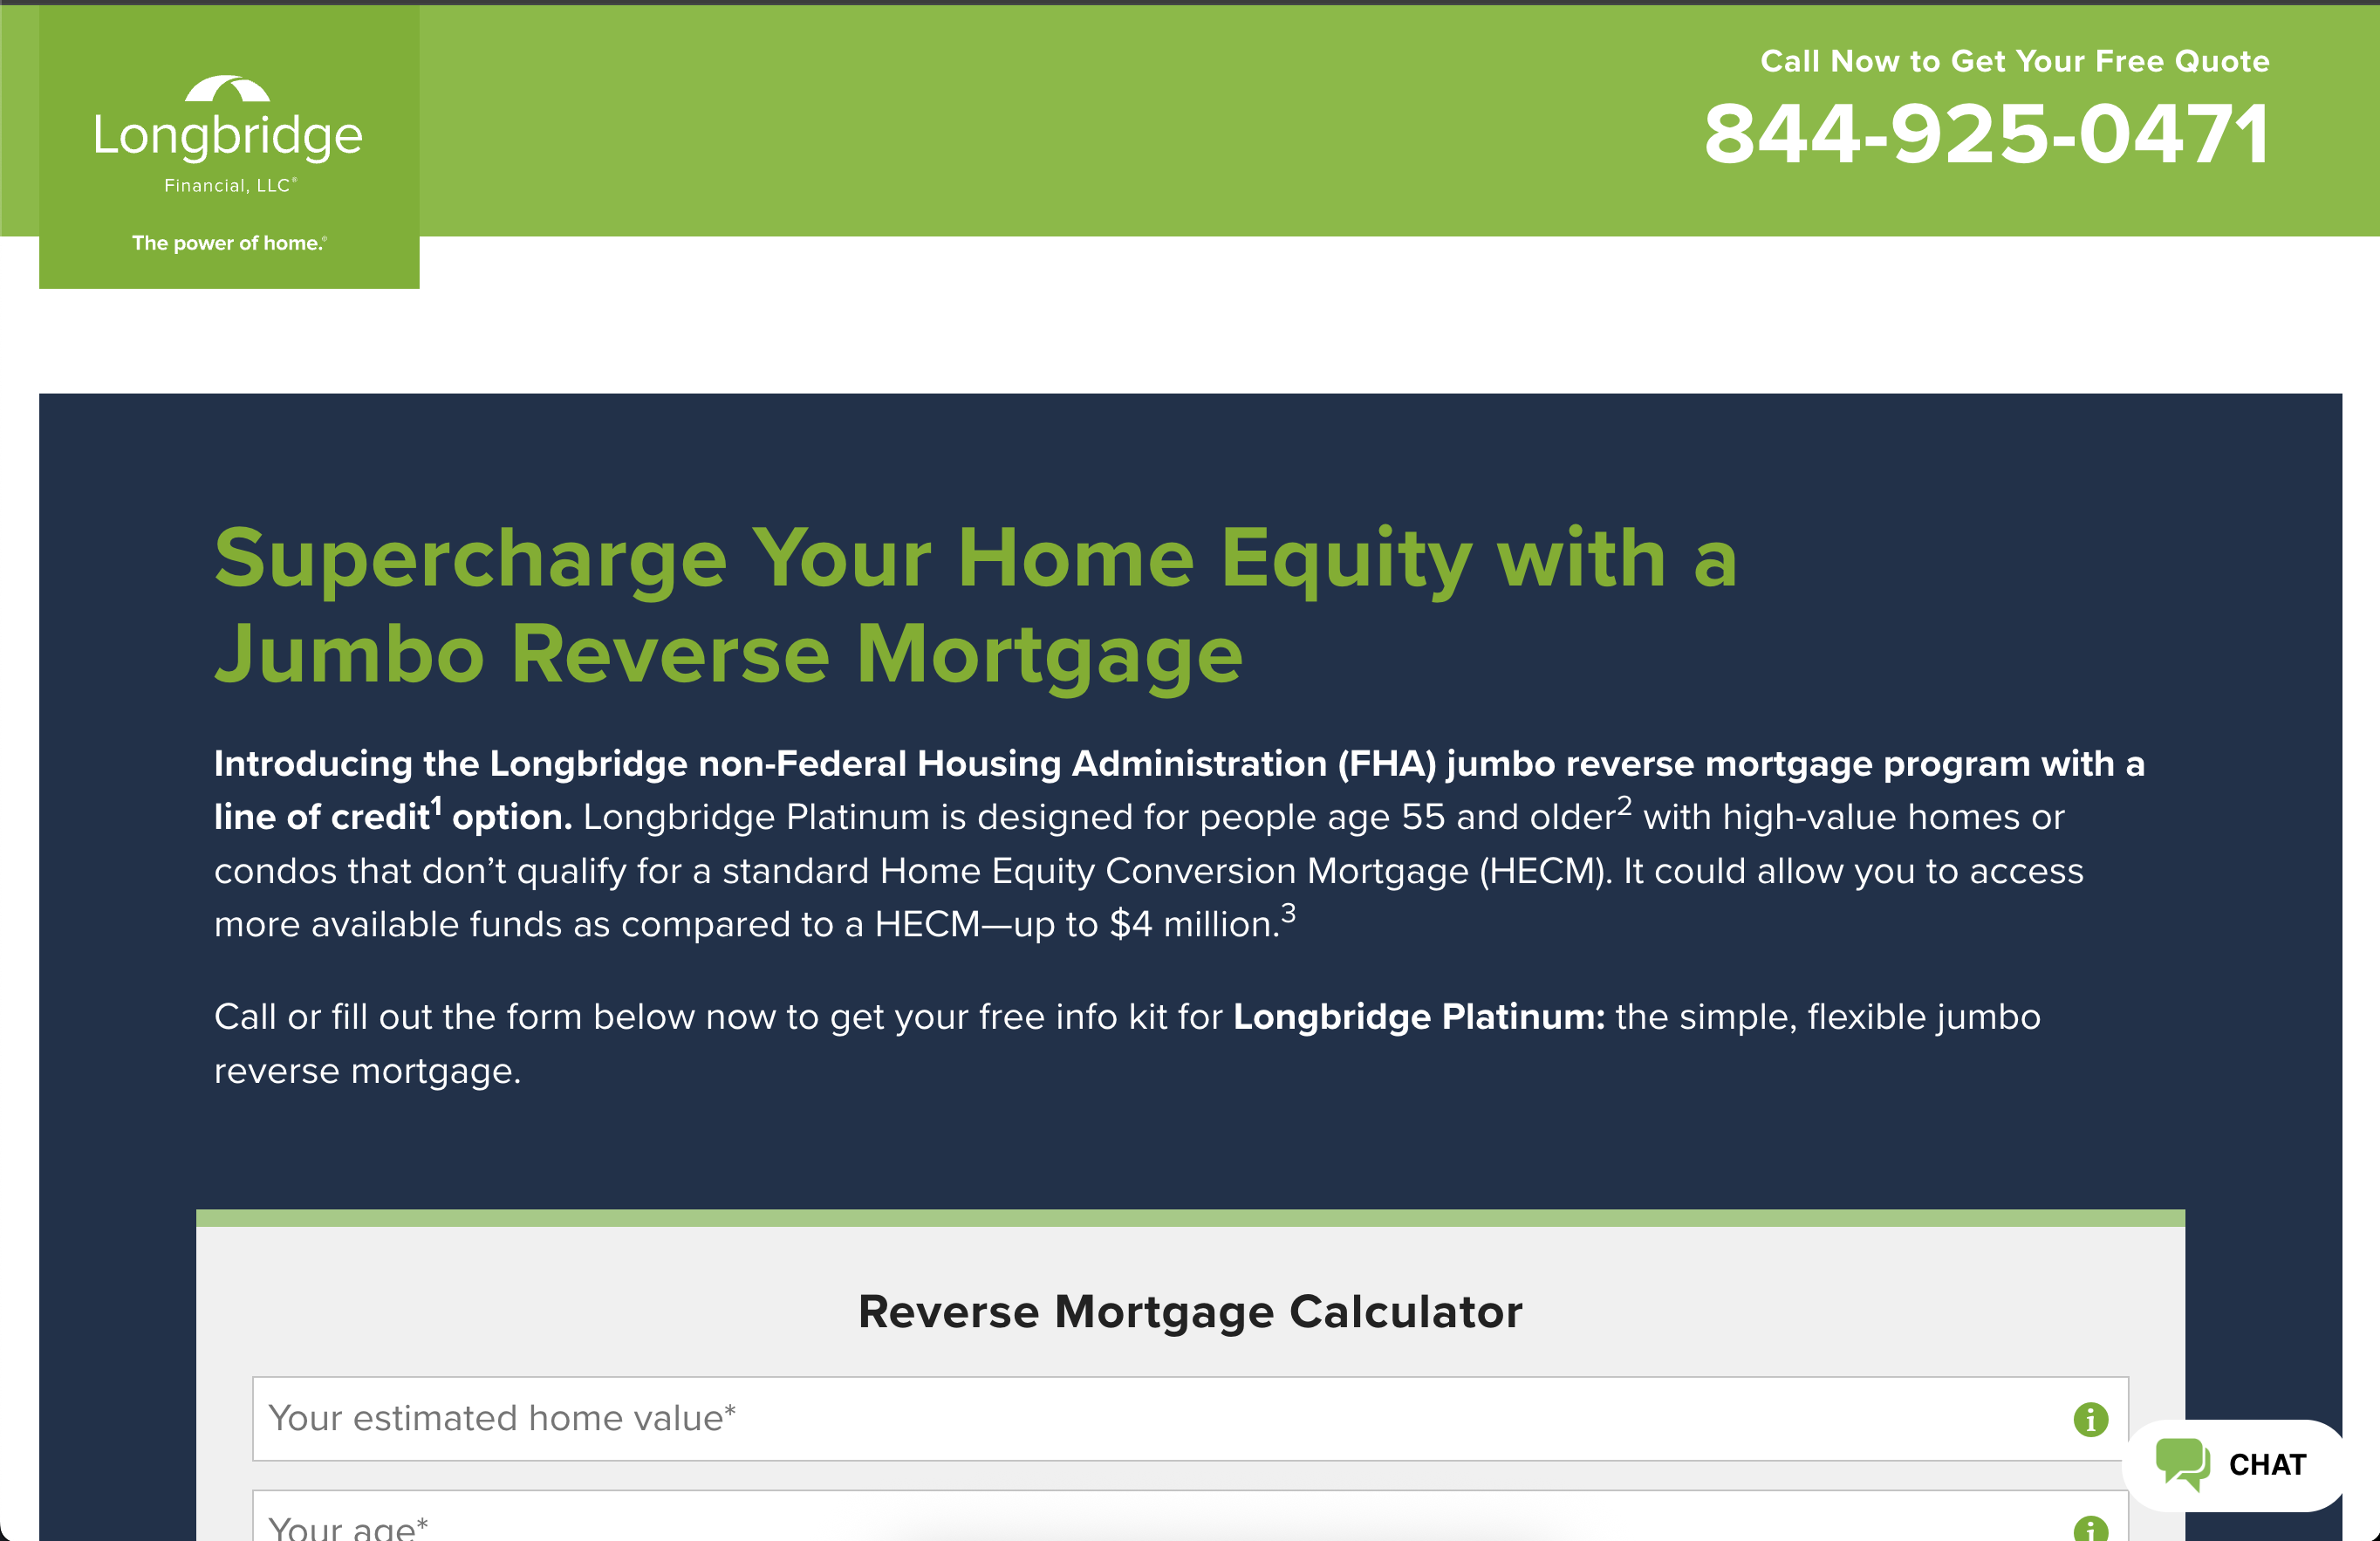 Longbridge
Financial, LLC®
The power of home.®
Call Now to Get Your Free Quote
844-925-0471
Supercharge Your Home Equity with a
Jumbo Reverse Mortgage
Introducing the Longbridge non-Federal Housing Administration (FHA) jumbo reverse mortgage program with a
line of credit¹ option. Longbridge Platinum is designed for people age 55 and older² with high-value homes or
condos that don’t qualify for a standard Home Equity Conversion Mortgage (HECM). It could allow you to access
more available funds as compared to a HECM—up to $4 million.³
Call or fill out the form below now to get your free info kit for Longbridge Platinum: the simple, flexible jumbo
reverse mortgage.
Reverse Mortgage Calculator
Your estimated home value*
i
CHAT
Your age*
i